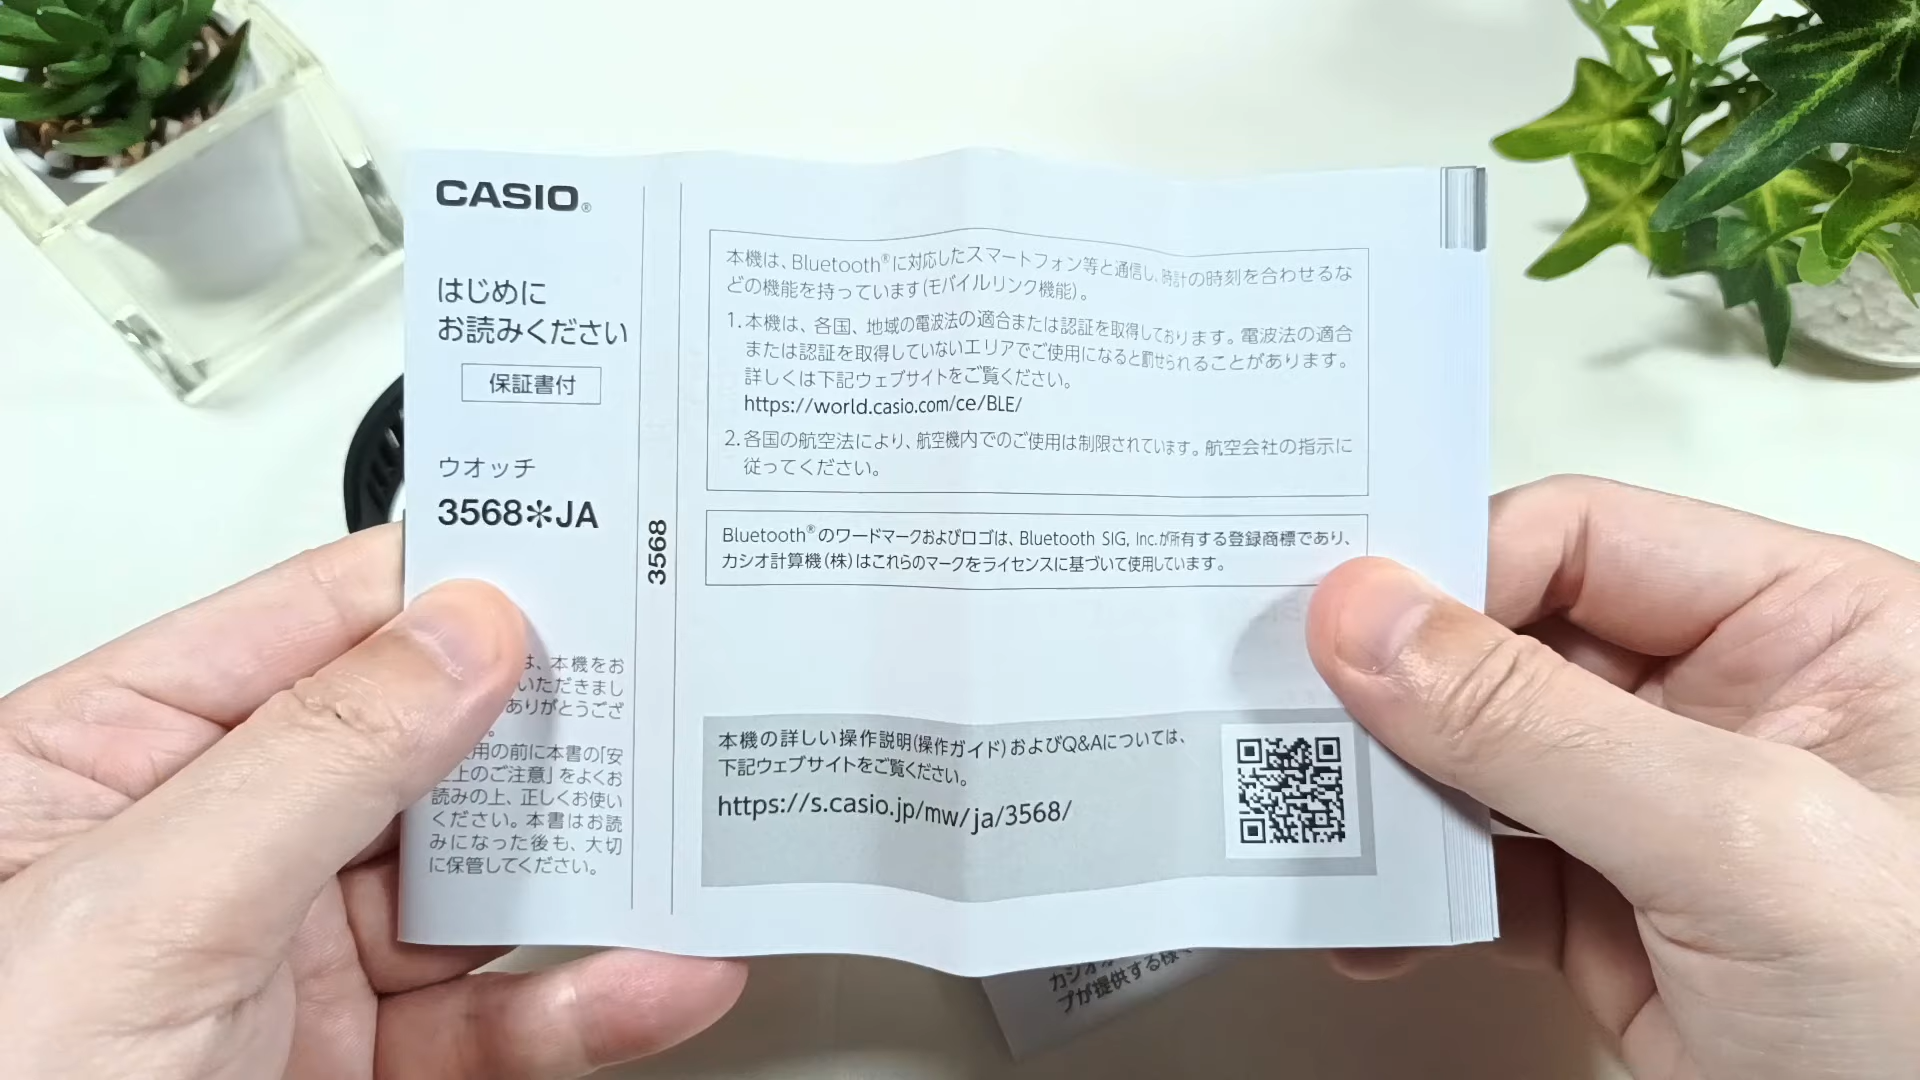 CASIO®
はじめに
お読みください
保証書付
ウオッチ
3568✻JA
は、本機をお
いただきまし
ありがとうござ
。
用の前に本書の「安
上のご注意」をよくお
読みの上、正しくお使い
ください。本書はお読
みになった後も、大切
に保管してください。
3568
本機は、Bluetooth®に対応したスマートフォン等と通信し、時計の時刻を合わせるな
どの機能を持っています(モバイルリンク機能)。
1. 本機は、各国、地域の電波法の適合または認証を取得しております。電波法の適合
または認証を取得していないエリアでご使用になると罰せられることがあります。
詳しくは下記ウェブサイトをご覧ください。
https://world.casio.com/ce/BLE/
2. 各国の航空法により、航空機内でのご使用は制限されています。航空会社の指示に
従ってください。
Bluetooth®のワードマークおよびロゴは、Bluetooth SIG, Inc.が所有する登録商標であり、
カシオ計算機(株)はこれらのマークをライセンスに基づいて使用しています。
本機の詳しい操作説明(操作ガイド)およびQ&Aについては、
下記ウェブサイトをご覧ください。
https://s.casio.jp/mw/ja/3568/
カシオ
プが提供する様